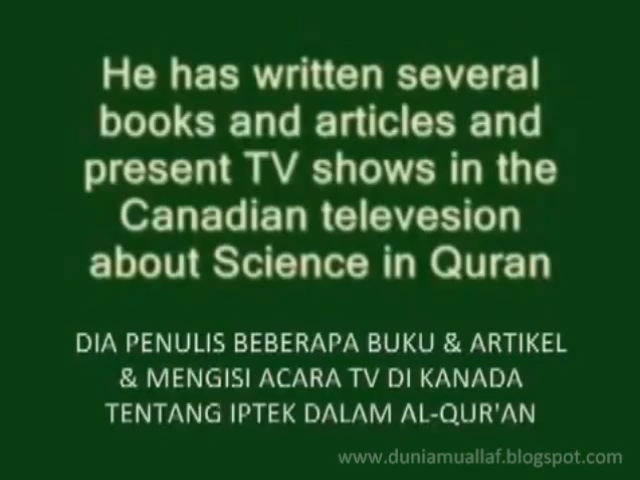 He has written several
books and articles and
present TV shows in the
Canadian televesion
about Science in Quran
DIA PENULIS BEBERAPA BUKU & ARTIKEL
& MENGISI ACARA TV DI KANADA
TENTANG IPTEK DALAM AL-QUR'AN
www.duniamuallaf.blogspot.com